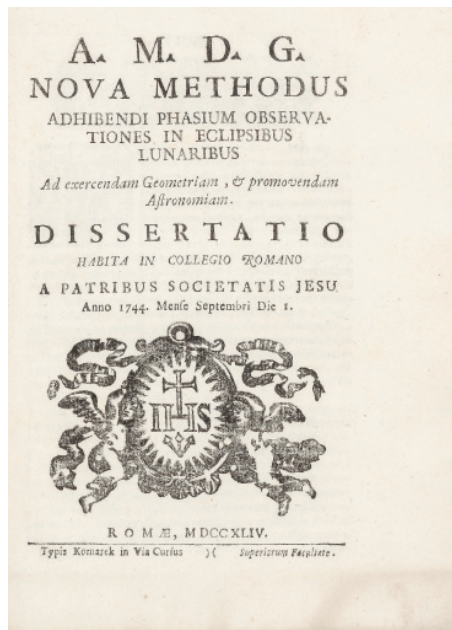 A. M. D. G.
NOVA METHODUS
ADHIBENDI PHASIUM OBSERVA-
TIONES IN ECLIPSIBUS
LUNARIBUS
Ad exercendam Geometriam, & promovendam
Aſtronomiam.
DISSERTATIO
HABITA IN COLLEGIO ROMANO
A PATRIBUS SOCIETATIS JESU
Anno 1744. Menſe Septembri Die 1.
IHS
ROMÆ, MDCCXLIV.
Typis Komarek in Via Curſus )( Superiorum Facultate.